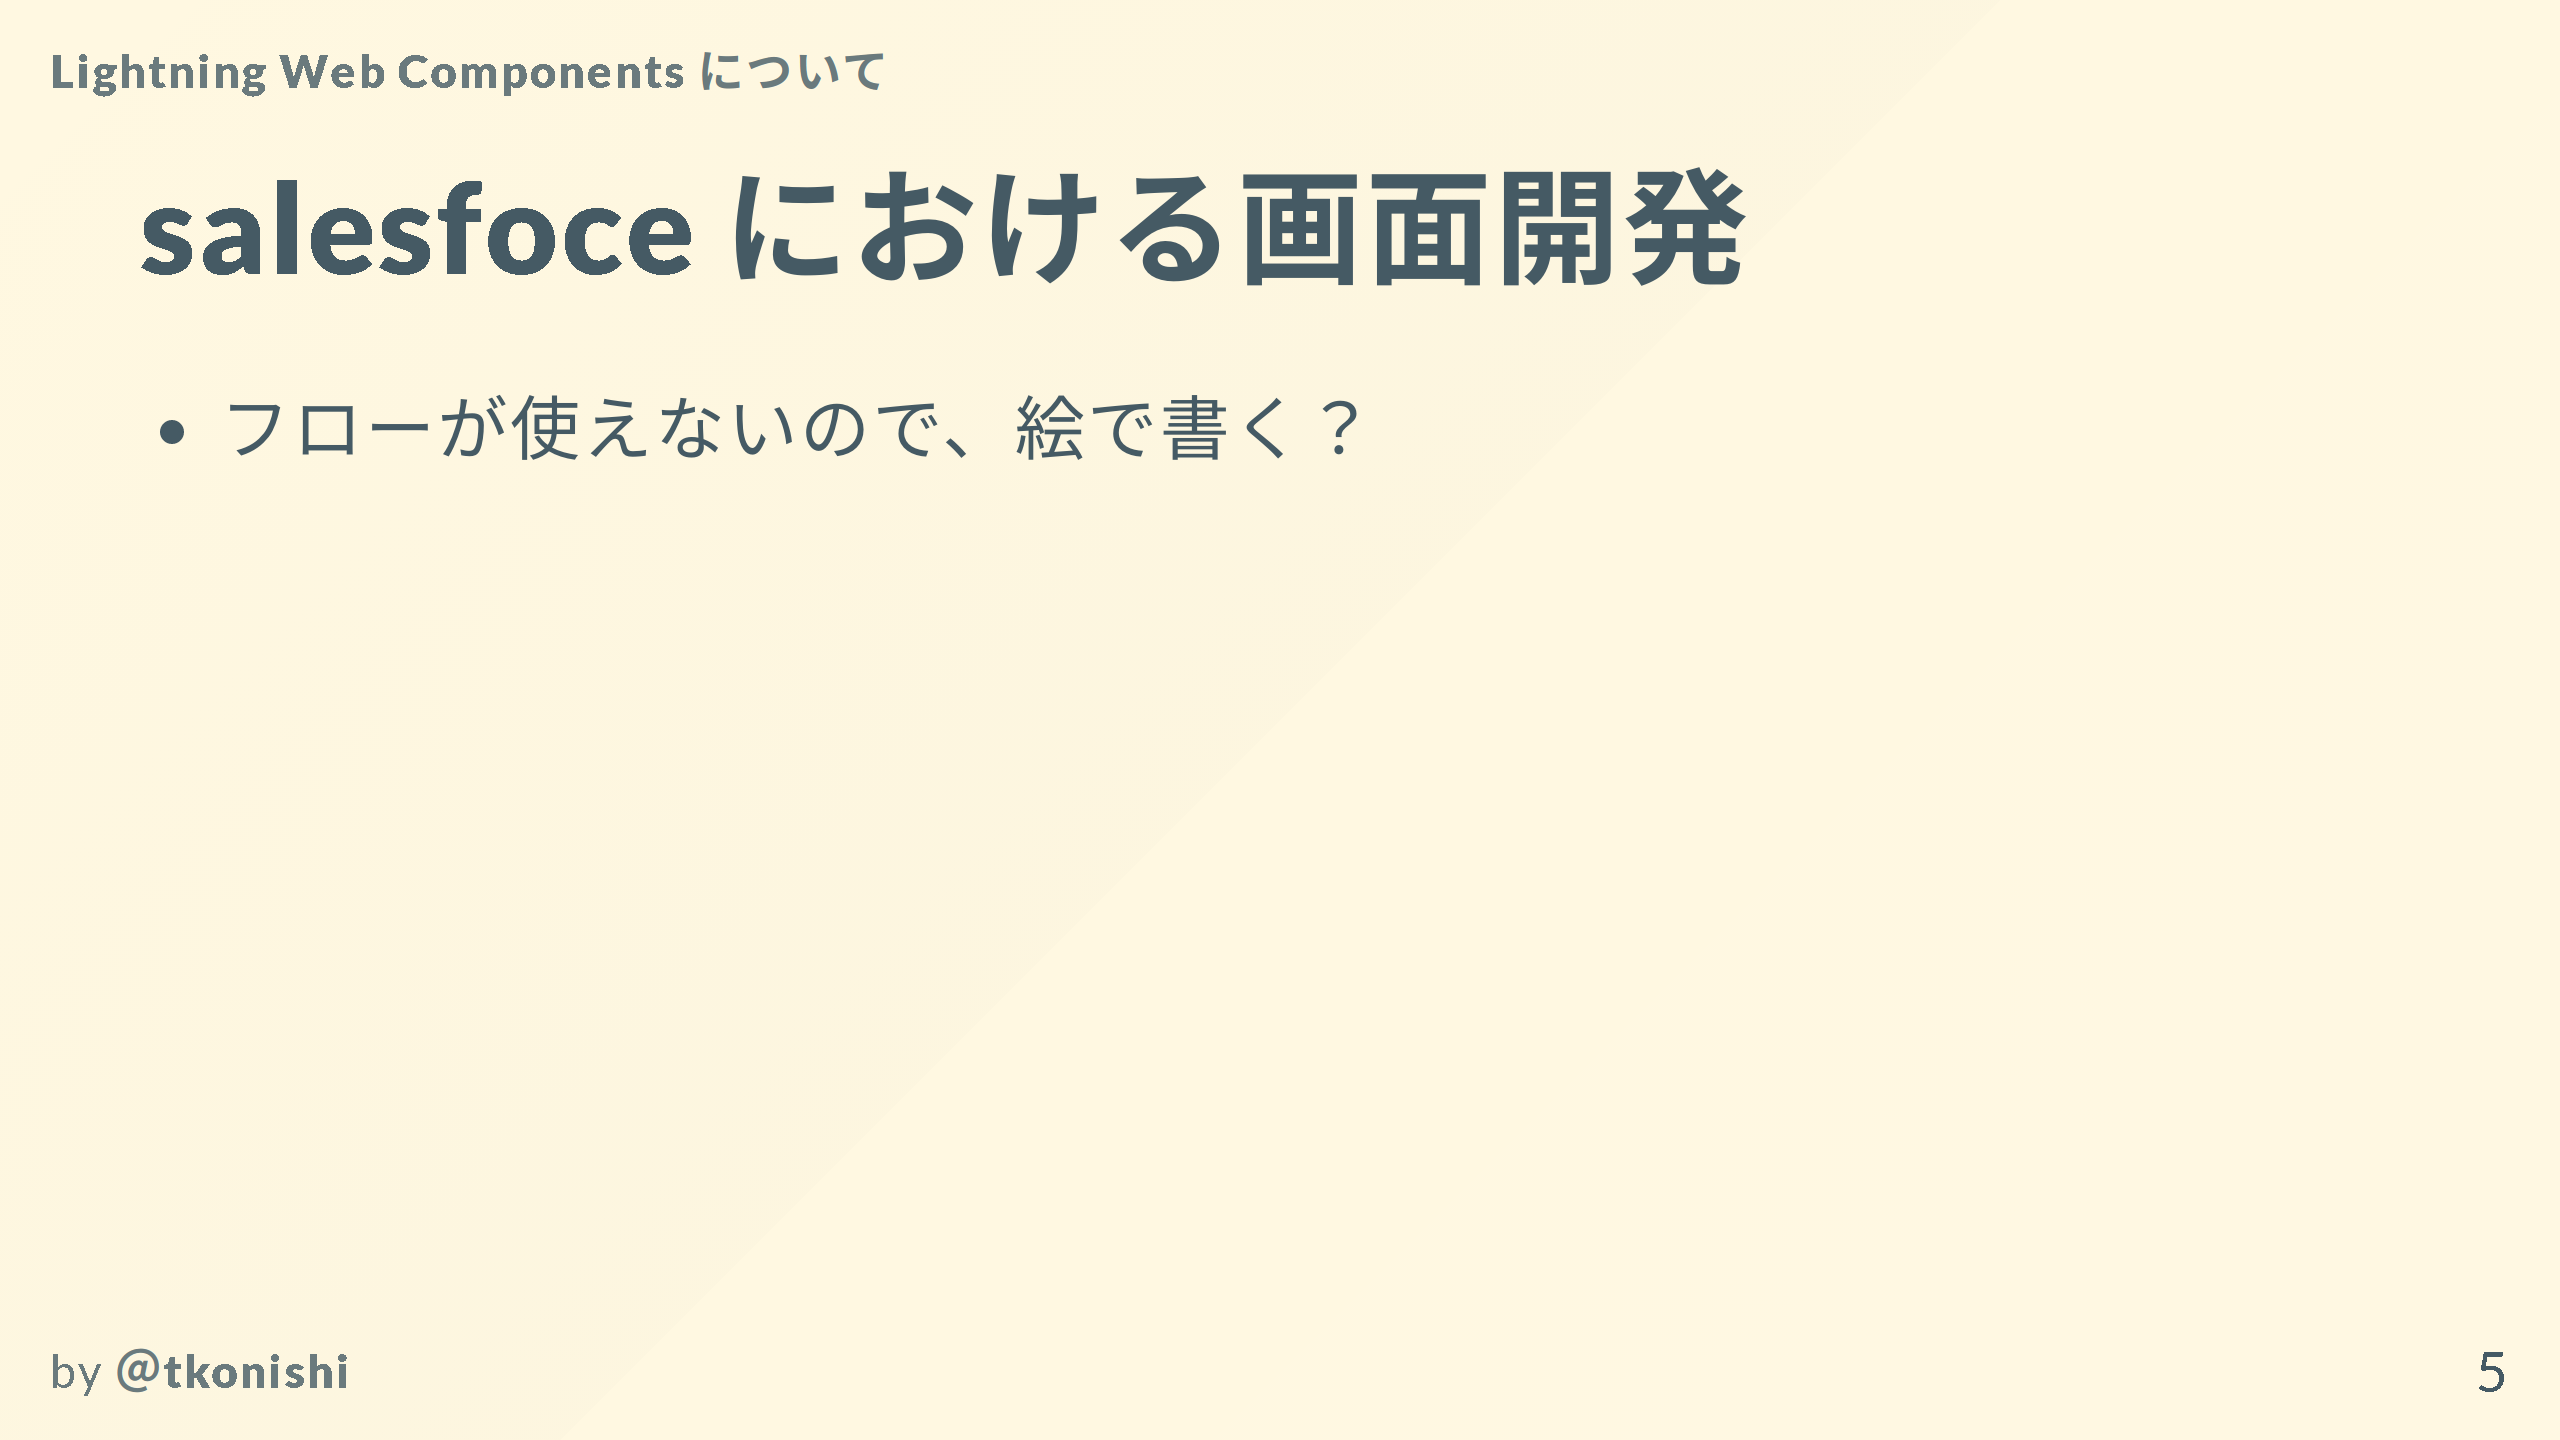 Lightning Web Components について
salesfoce における画面開発
• フローが使えないので、絵で書く？
by @tkonishi
5